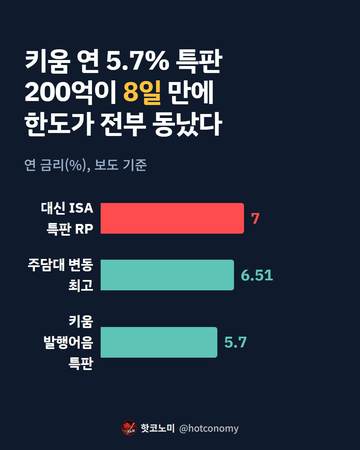 키움 연 5.7% 특판
200억이 8일 만에
한도가 전부 동났다
연 금리(%), 보도 기준
대신 ISA
특판 RP
7
주담대 변동
최고
6.51
키움
발행어음
특판
5.7
핫코노미 @hotconomy